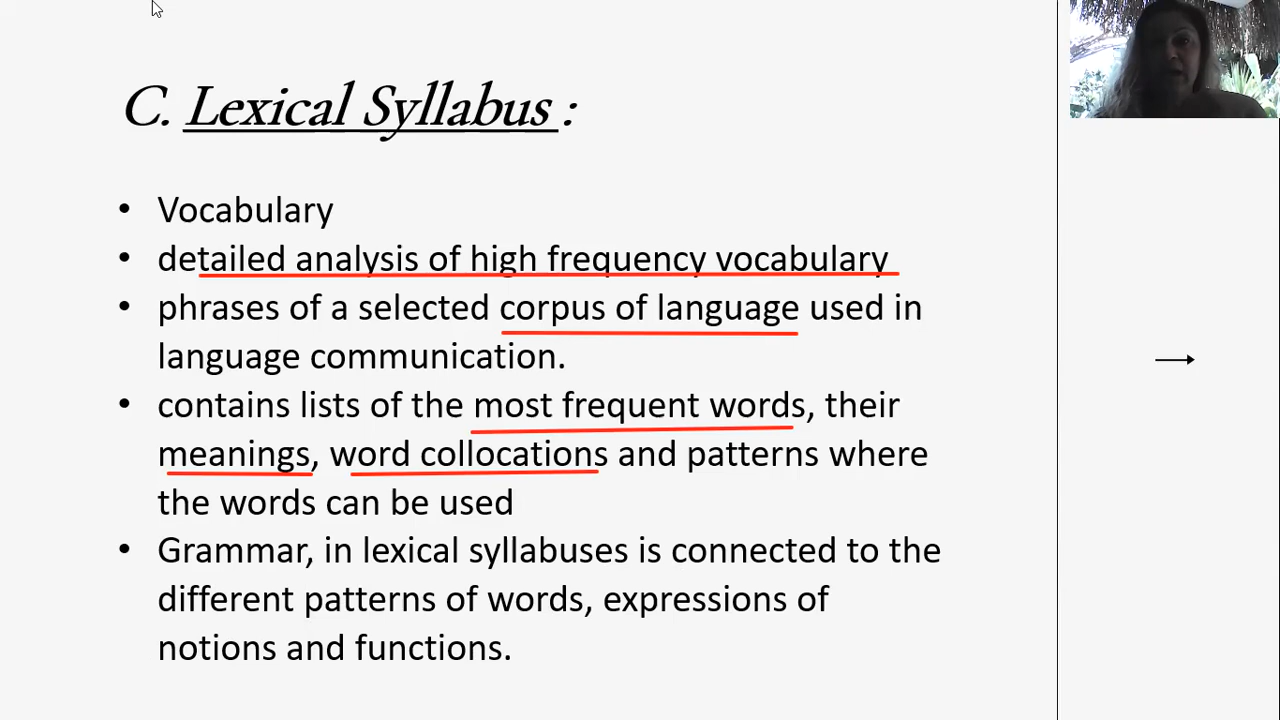 C. Lexical Syllabus :
• Vocabulary
• detailed analysis of high frequency vocabulary
• phrases of a selected corpus of language used in
language communication.
• contains lists of the most frequent words, their
meanings, word collocations and patterns where
the words can be used
• Grammar, in lexical syllabuses is connected to the
different patterns of words, expressions of
notions and functions.